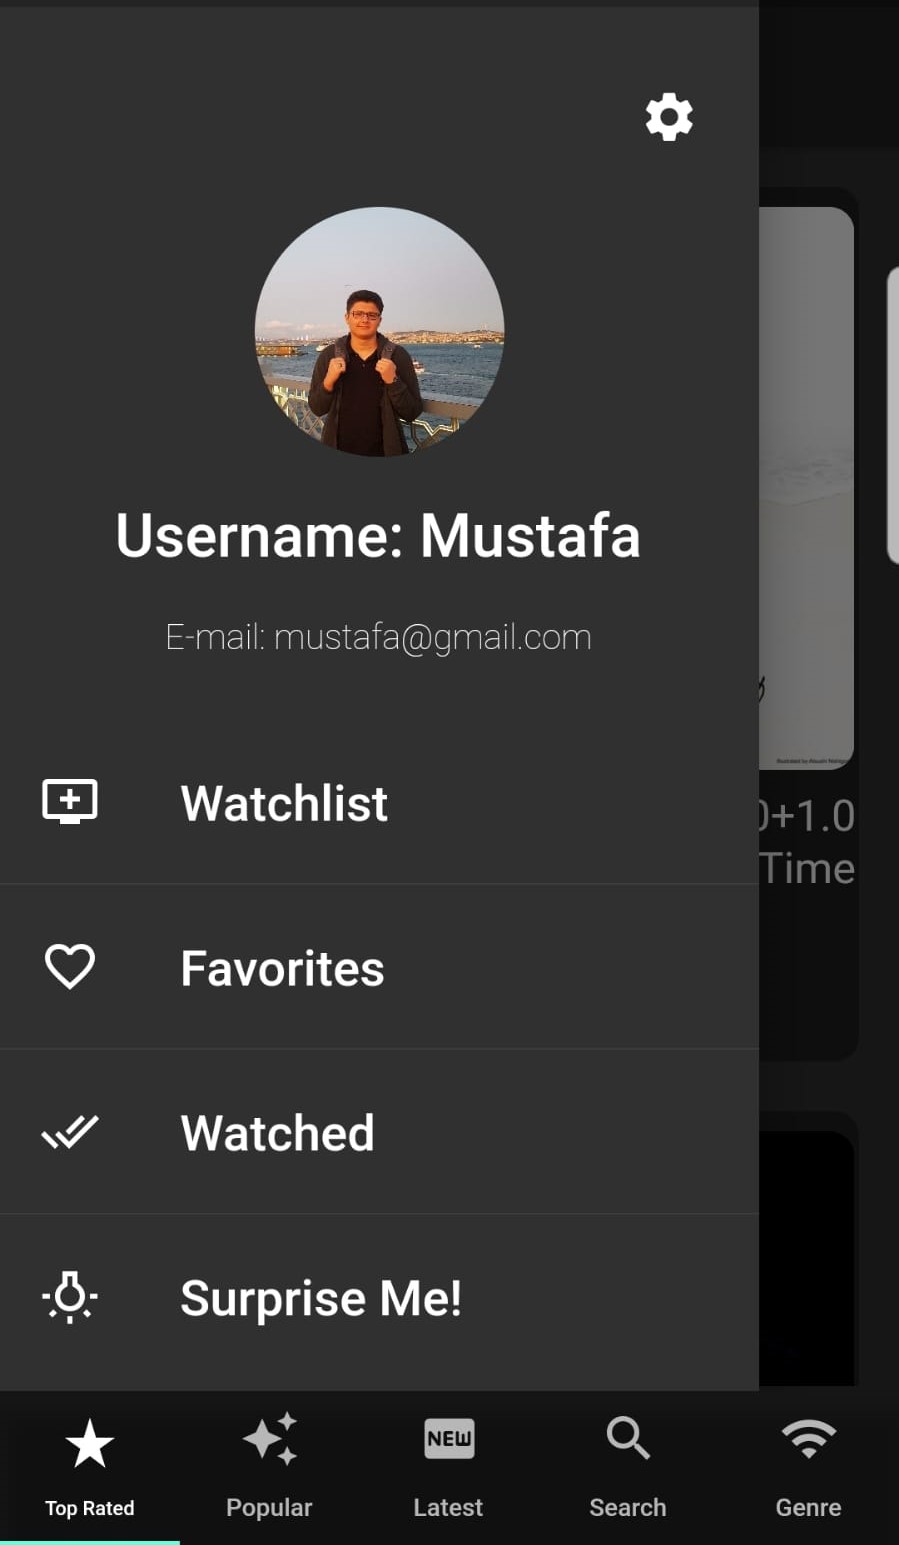 Username: Mustafa
E-mail: mustafa@gmail.com
Watchlist
Favorites
Watched
Surprise Me!
+1.0
Time
Top Rated
Popular
NEW
Latest
Search
Genre